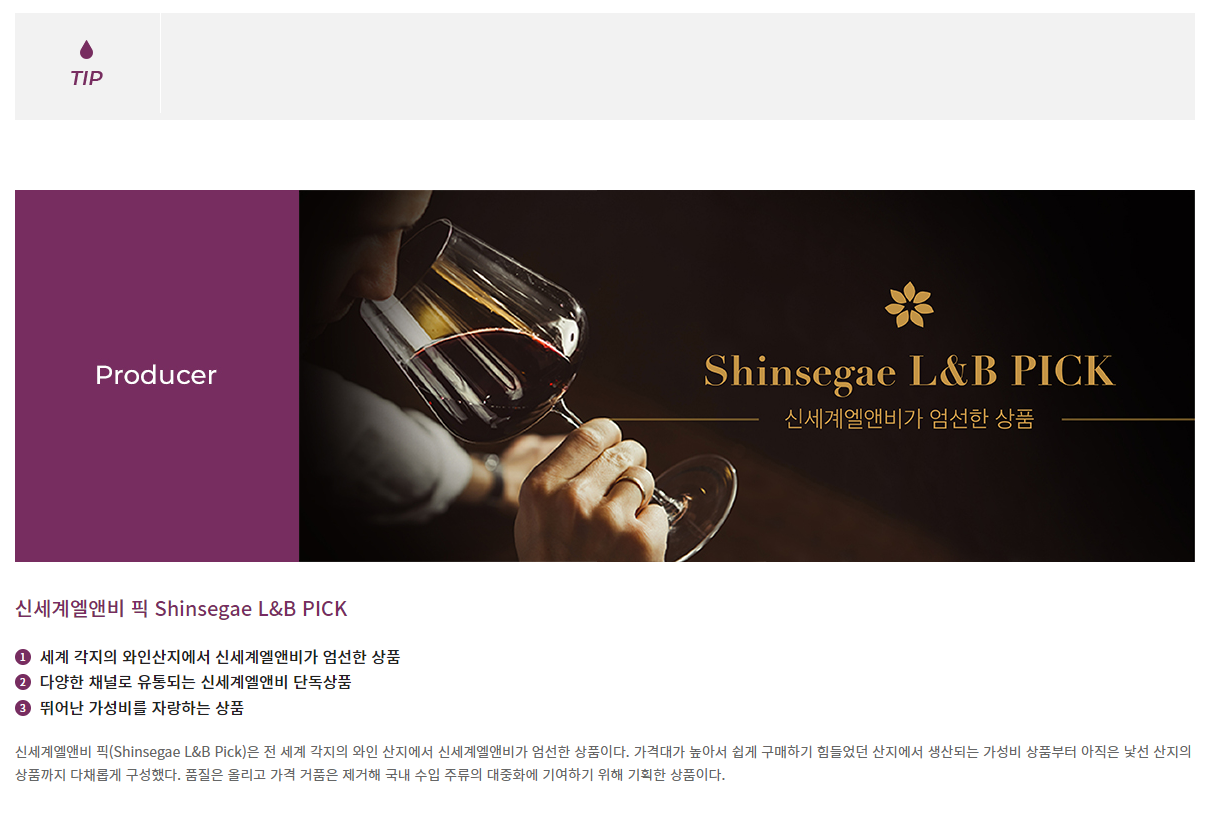 TIP
Producer
Shinsegae L&B PICK
신세계엘앤비가 엄선한 상품
신세계엘앤비 픽 Shinsegae L&B PICK
1 세계 각지의 와인산지에서 신세계엘앤비가 엄선한 상품
2 다양한 채널로 유통되는 신세계엘앤비 단독상품
3 뛰어난 가성비를 자랑하는 상품
신세계엘앤비 픽(Shinsegae L&B Pick)은 전 세계 각지의 와인 산지에서 신세계엘앤비가 엄선한 상품이다. 가격대가 높아서 쉽게 구매하기 힘들었던 산지에서 생산되는 가성비 상품부터 아직은 낯선 산지의
상품까지 다채롭게 구성했다. 품질은 올리고 가격 거품은 제거해 국내 수입 주류의 대중화에 기여하기 위해 기획한 상품이다.